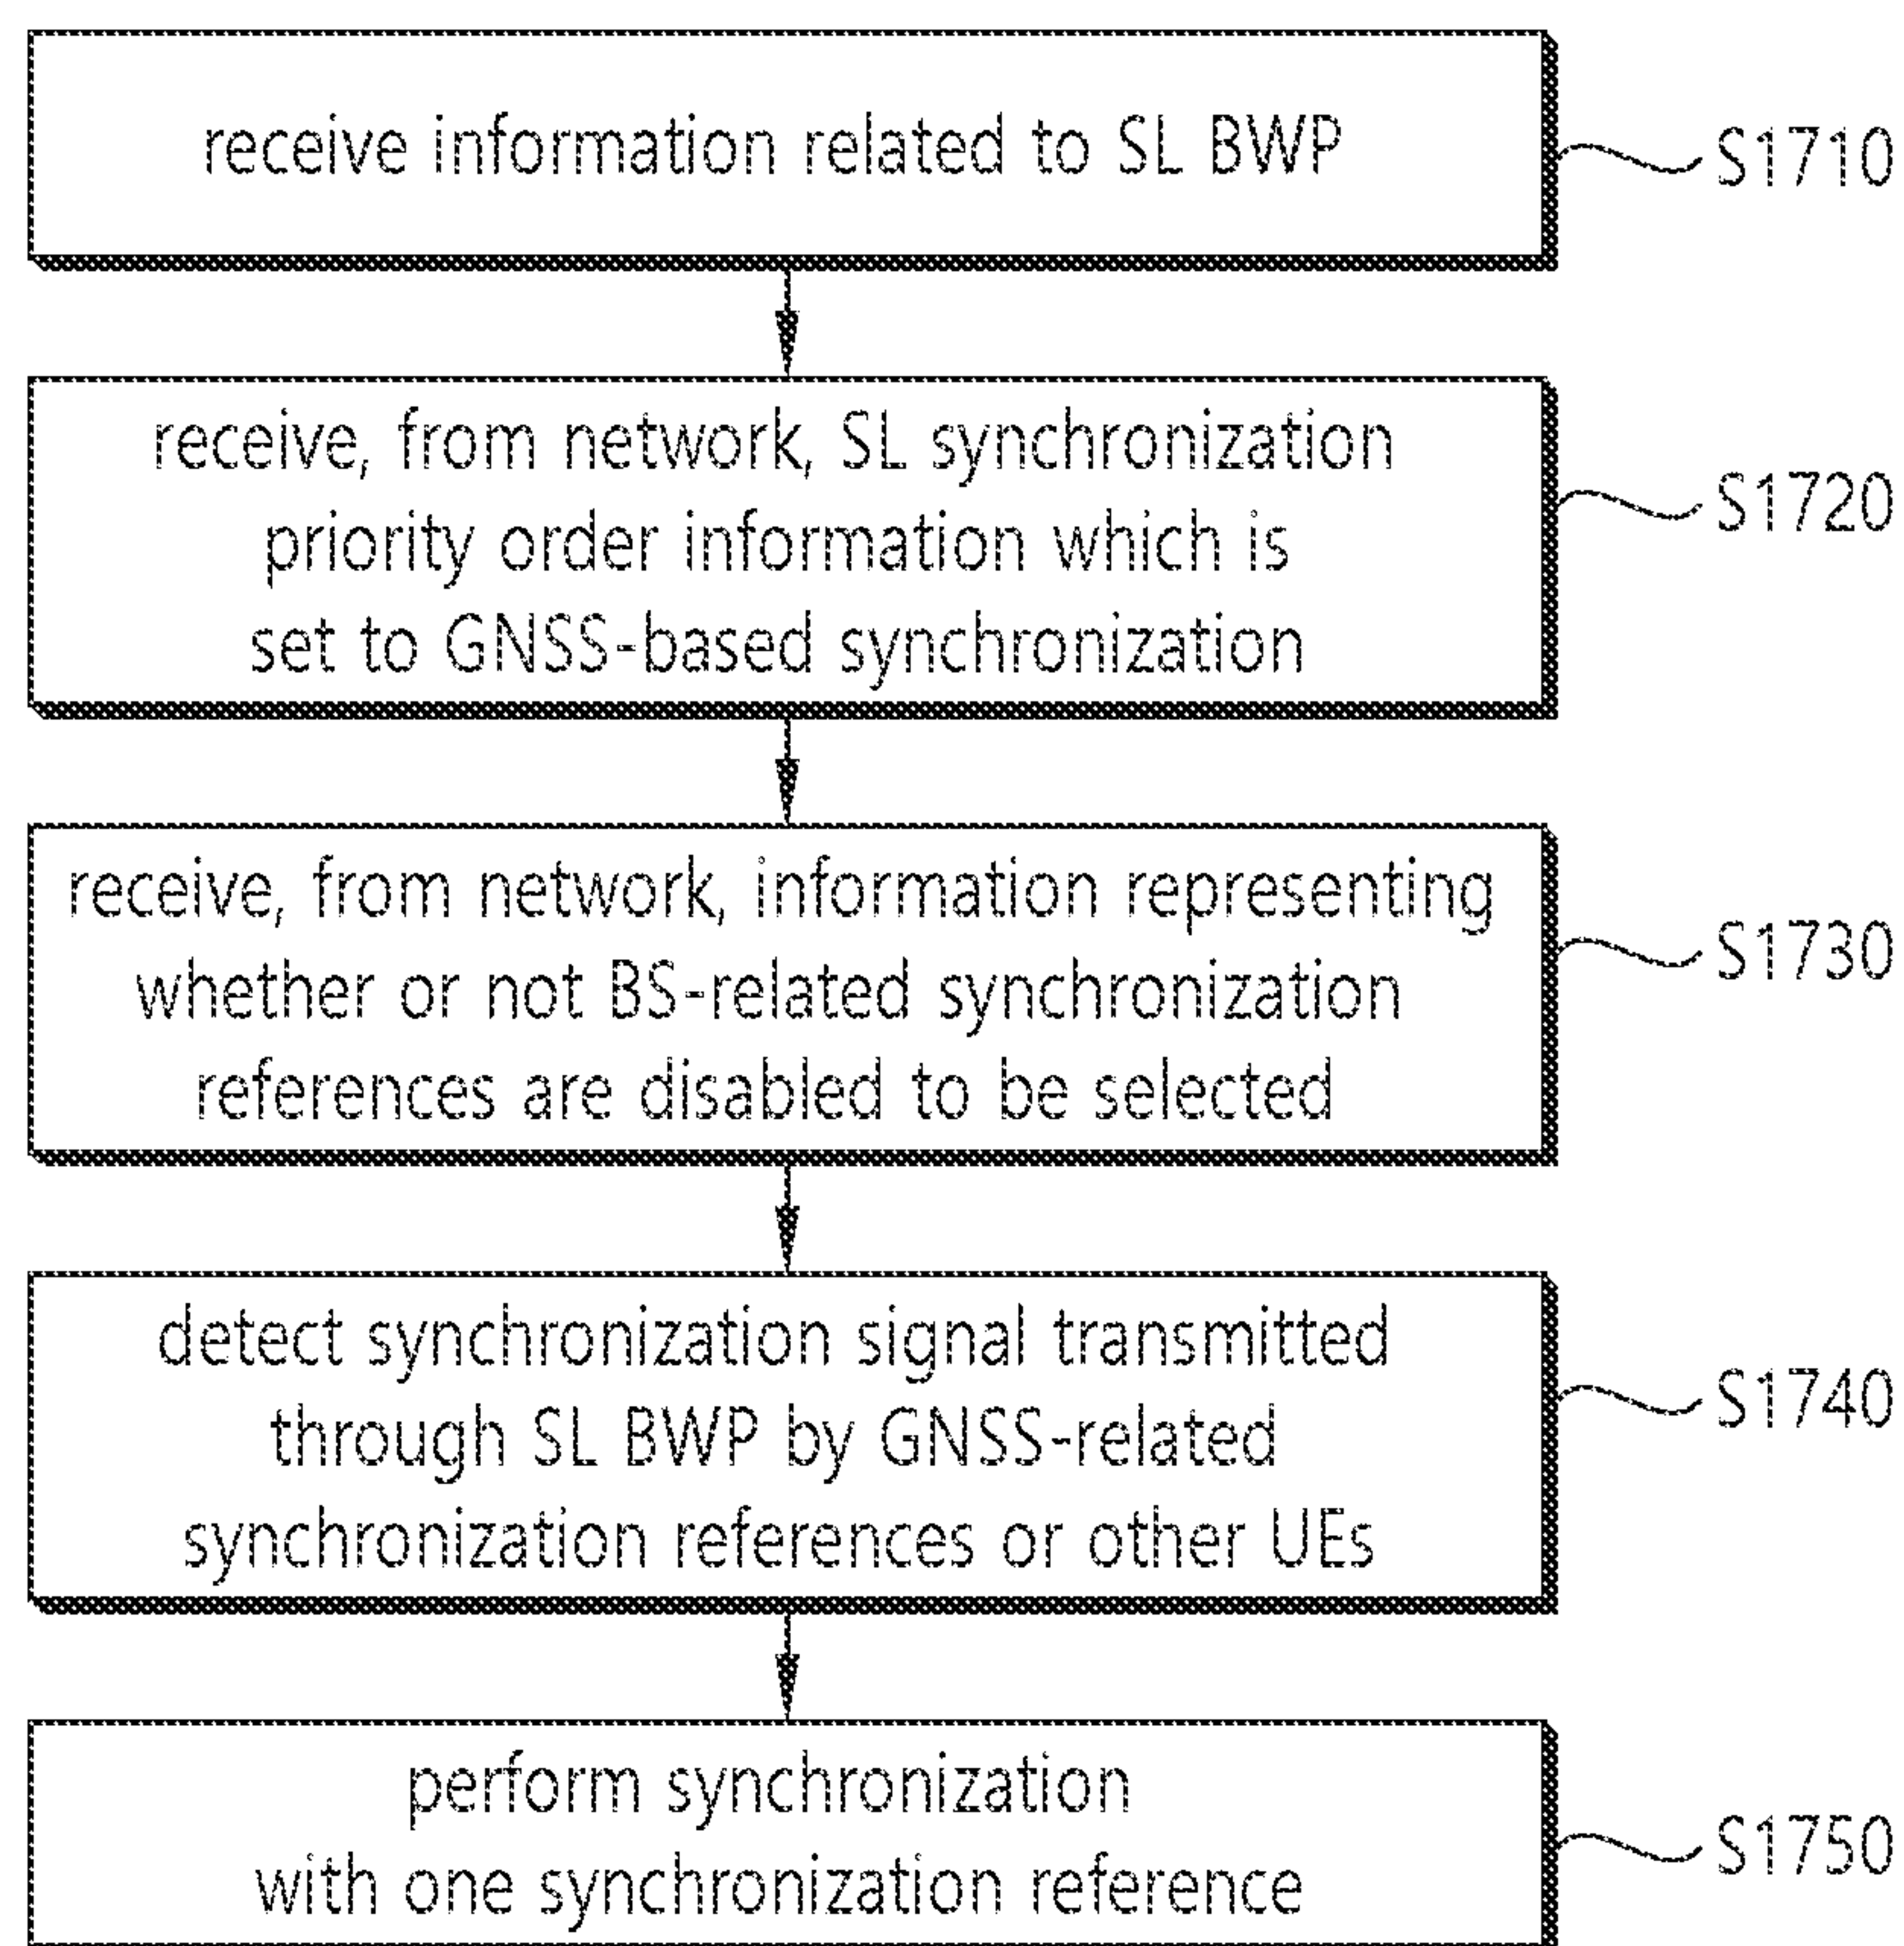 receive information related to SL BWP
S1710
receive, from network, SL synchronization
priority order information which is
set to GNSS-based synchronization
S1720
receive, from network, information representing
whether or not BS-related synchronization
references are disabled to be selected
S1730
detect synchronization signal transmitted
through SL BWP by GNSS-related
synchronization references or other UEs
S1740
perform synchronization
with one synchronization reference
S1750